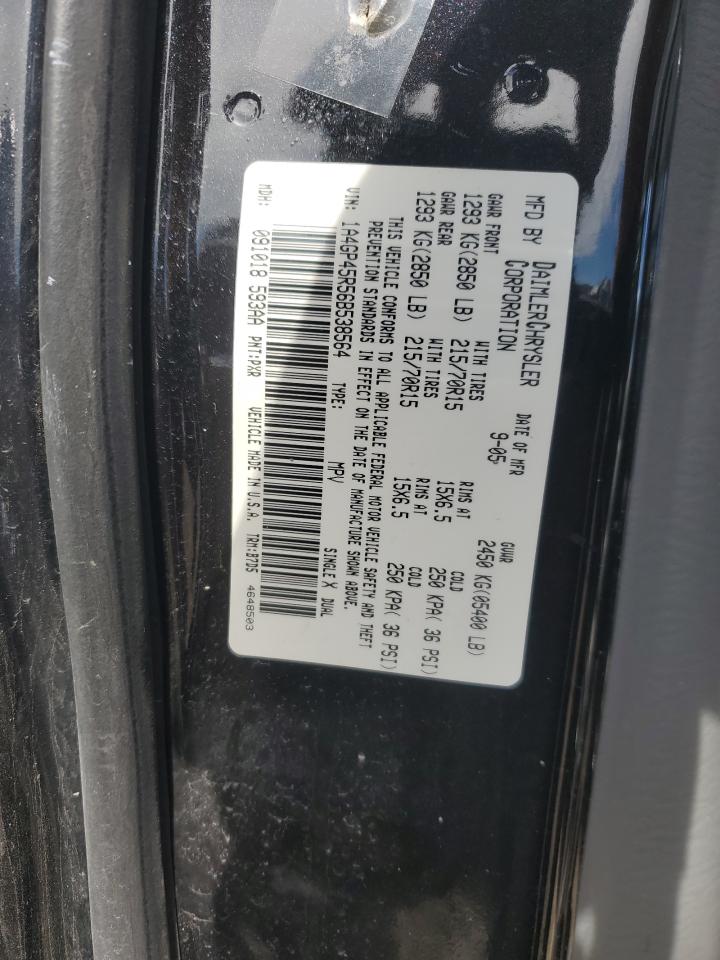 MFD BY DAIMLERCHRYSLER CORPORATION DATE OF MFR 9-05 GVWR 2450 KG(05400 LB)
GAWR FRONT WITH TIRES RIMS AT COLD
1293 KG(2850 LB) 215/70R15 15X6.5 250 KPA( 36 PSI)
GAWR REAR WITH TIRES RIMS AT COLD
1293 KG(2850 LB) 215/70R15 15X6.5 250 KPA( 36 PSI)
THIS VEHICLE CONFORMS TO ALL APPLICABLE FEDERAL MOTOR VEHICLE SAFETY AND THEFT
PREVENTION STANDARDS IN EFFECT ON THE DATE OF MANUFACTURE SHOWN ABOVE.
VIN: 1A4GP45R56B538564 TYPE: MPV SINGLE X DUAL
MDH: 091018 593AA PNT:PXR VEHICLE MADE IN U.S.A. TRM:B7D5 4648503